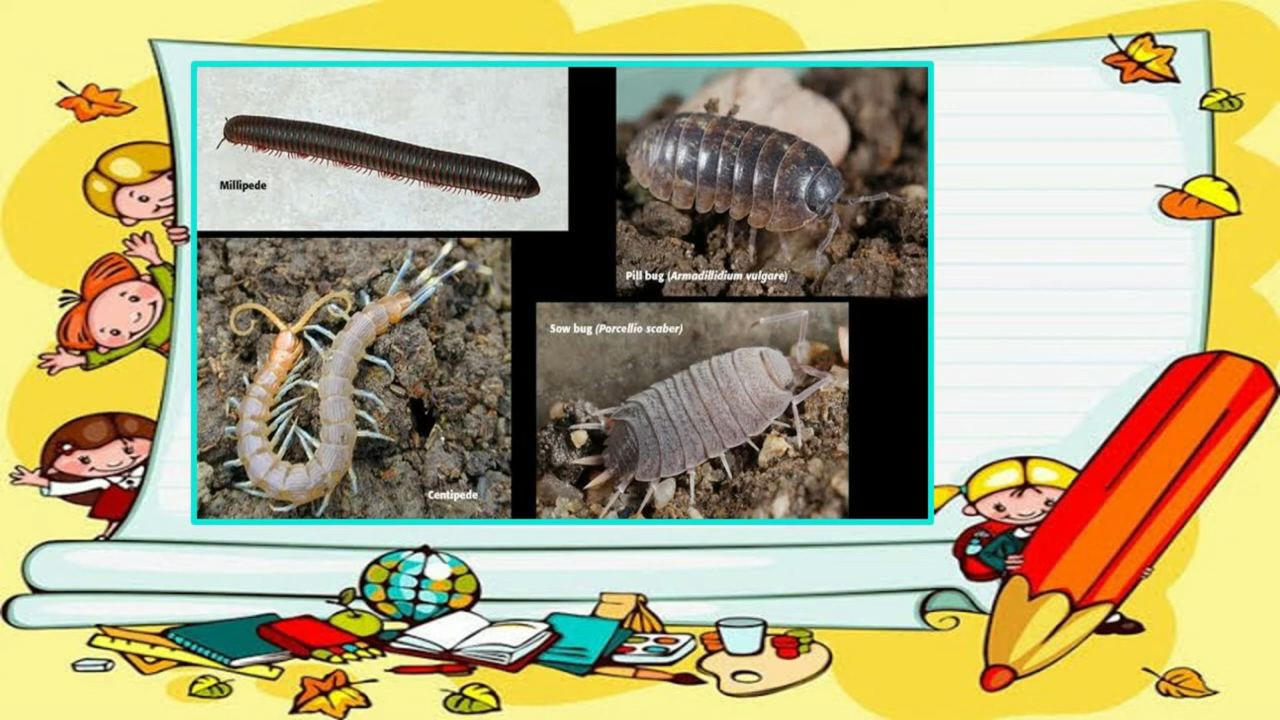 Millipede
Pill bug (Armadillidium vulgare)
Sow bug (Porcellio scaber)
Centipede